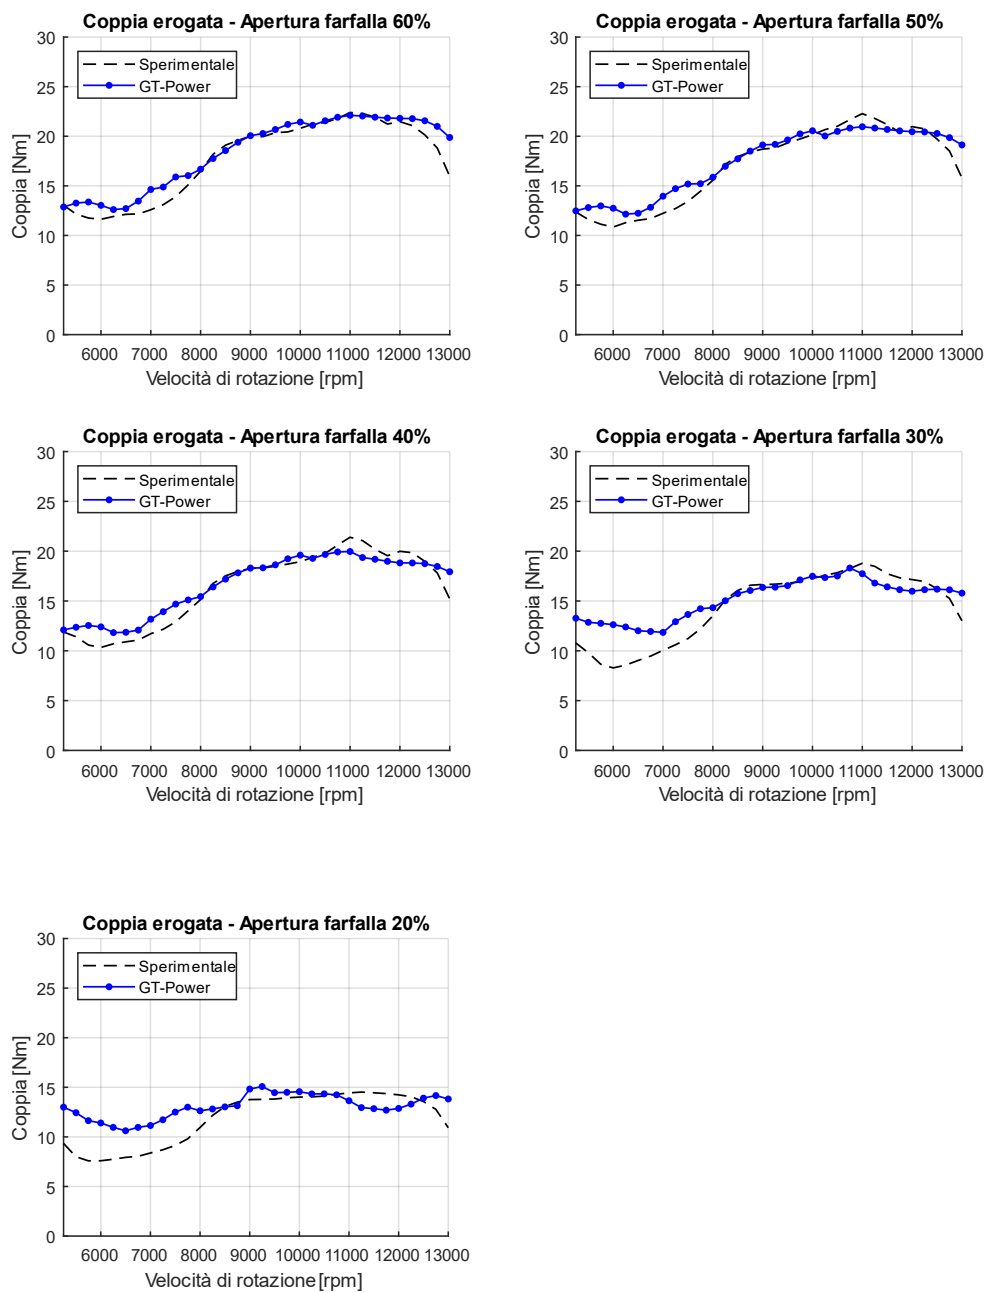 Coppia erogata - Apertura farfalla 60%
30
25
20
15
10
5
0
Coppia [Nm]
Sperimentale
GT-Power
6000 7000 8000 9000 10000 11000 12000 13000
Velocità di rotazione [rpm]
Coppia erogata - Apertura farfalla 50%
30
25
20
15
10
5
0
Coppia [Nm]
Sperimentale
GT-Power
6000 7000 8000 9000 10000 11000 12000 13000
Velocità di rotazione [rpm]
Coppia erogata - Apertura farfalla 40%
30
25
20
15
10
5
0
Coppia [Nm]
Sperimentale
GT-Power
6000 7000 8000 9000 10000 11000 12000 13000
Velocità di rotazione [rpm]
Coppia erogata - Apertura farfalla 30%
30
25
20
15
10
5
0
Coppia [Nm]
Sperimentale
GT-Power
6000 7000 8000 9000 10000 11000 12000 13000
Velocità di rotazione [rpm]
Coppia erogata - Apertura farfalla 20%
30
25
20
15
10
5
0
Coppia [Nm]
Sperimentale
GT-Power
6000 7000 8000 9000 10000 11000 12000 13000
Velocità di rotazione [rpm]